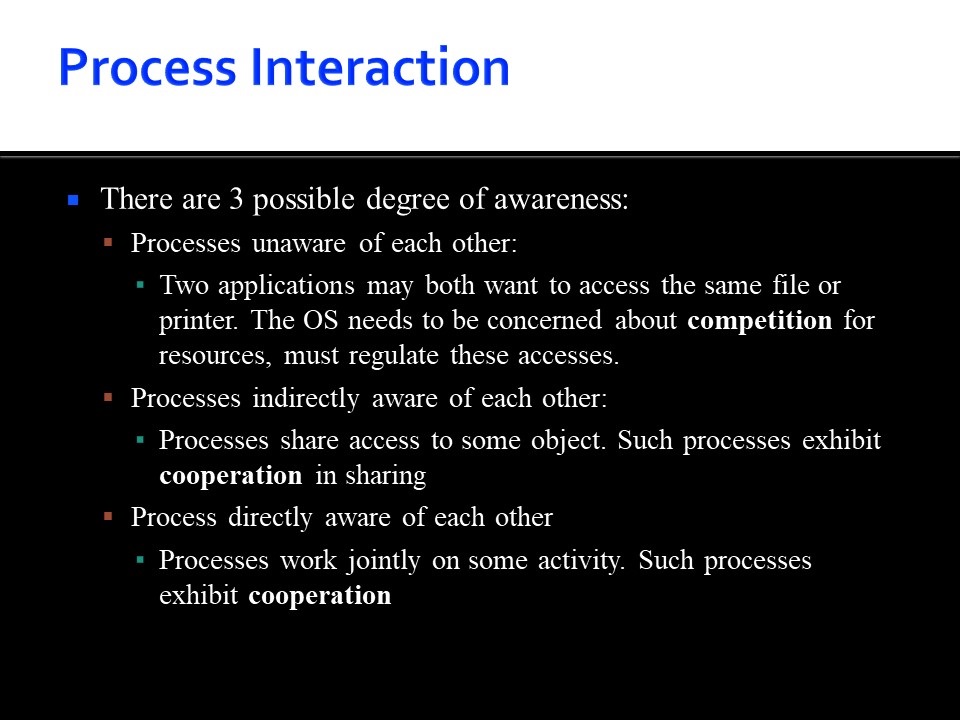 Process Interaction
There are 3 possible degree of awareness:
Processes unaware of each other:
Two applications may both want to access the same file or
printer. The OS needs to be concerned about competition for
resources, must regulate these accesses.
Processes indirectly aware of each other:
Processes share access to some object. Such processes exhibit
cooperation in sharing
Process directly aware of each other
Processes work jointly on some activity. Such processes
exhibit cooperation